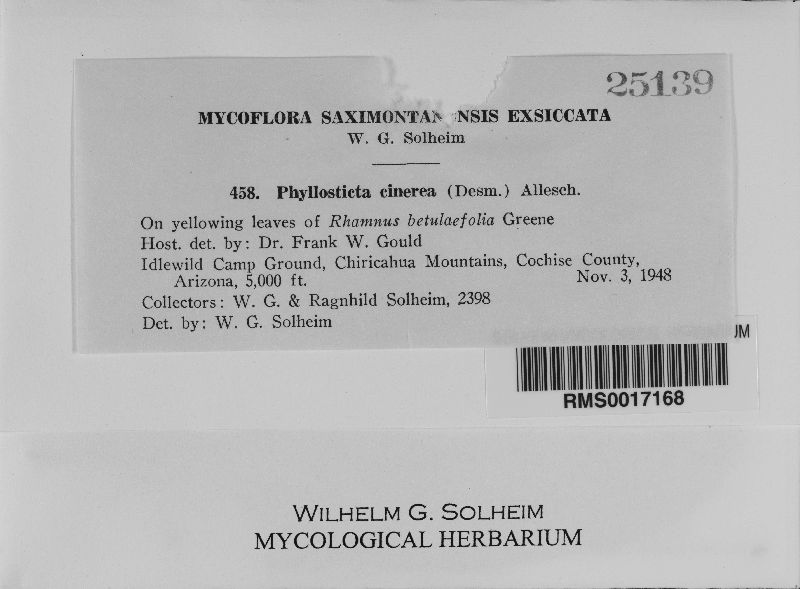 25139
MYCOFLORA SAXIMONTAN NSIS EXSICCATA
W. G. Solheim
458. Phyllosticta cinerea (Desm.) Allesch.
On yellowing leaves of Rhamnus betulaefolia Greene
Host. det. by: Dr. Frank W. Gould
Idlewild Camp Ground, Chiricahua Mountains, Cochise County,
Arizona, 5,000 ft. Nov. 3, 1948
Collectors: W. G. & Ragnhild Solheim, 2398
Det. by: W. G. Solheim
UM
RMS0017168
WILHELM G. SOLHEIM
MYCOLOGICAL HERBARIUM